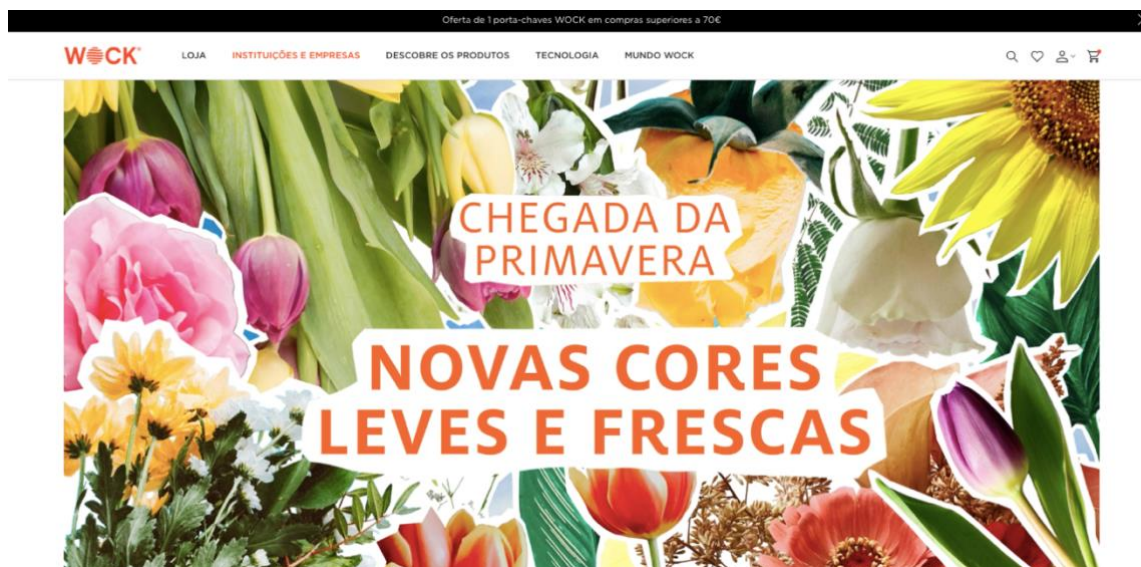 Oferta de 1 porta-chaves WOCK em compras superiores a 70€
WOCK®
LOJA INSTITUIÇÕES E EMPRESAS DESCOBRE OS PRODUTOS TECNOLOGIA MUNDO WOCK
CHEGADA DA
PRIMAVERA
NOVAS CORES
LEVES E FRESCAS